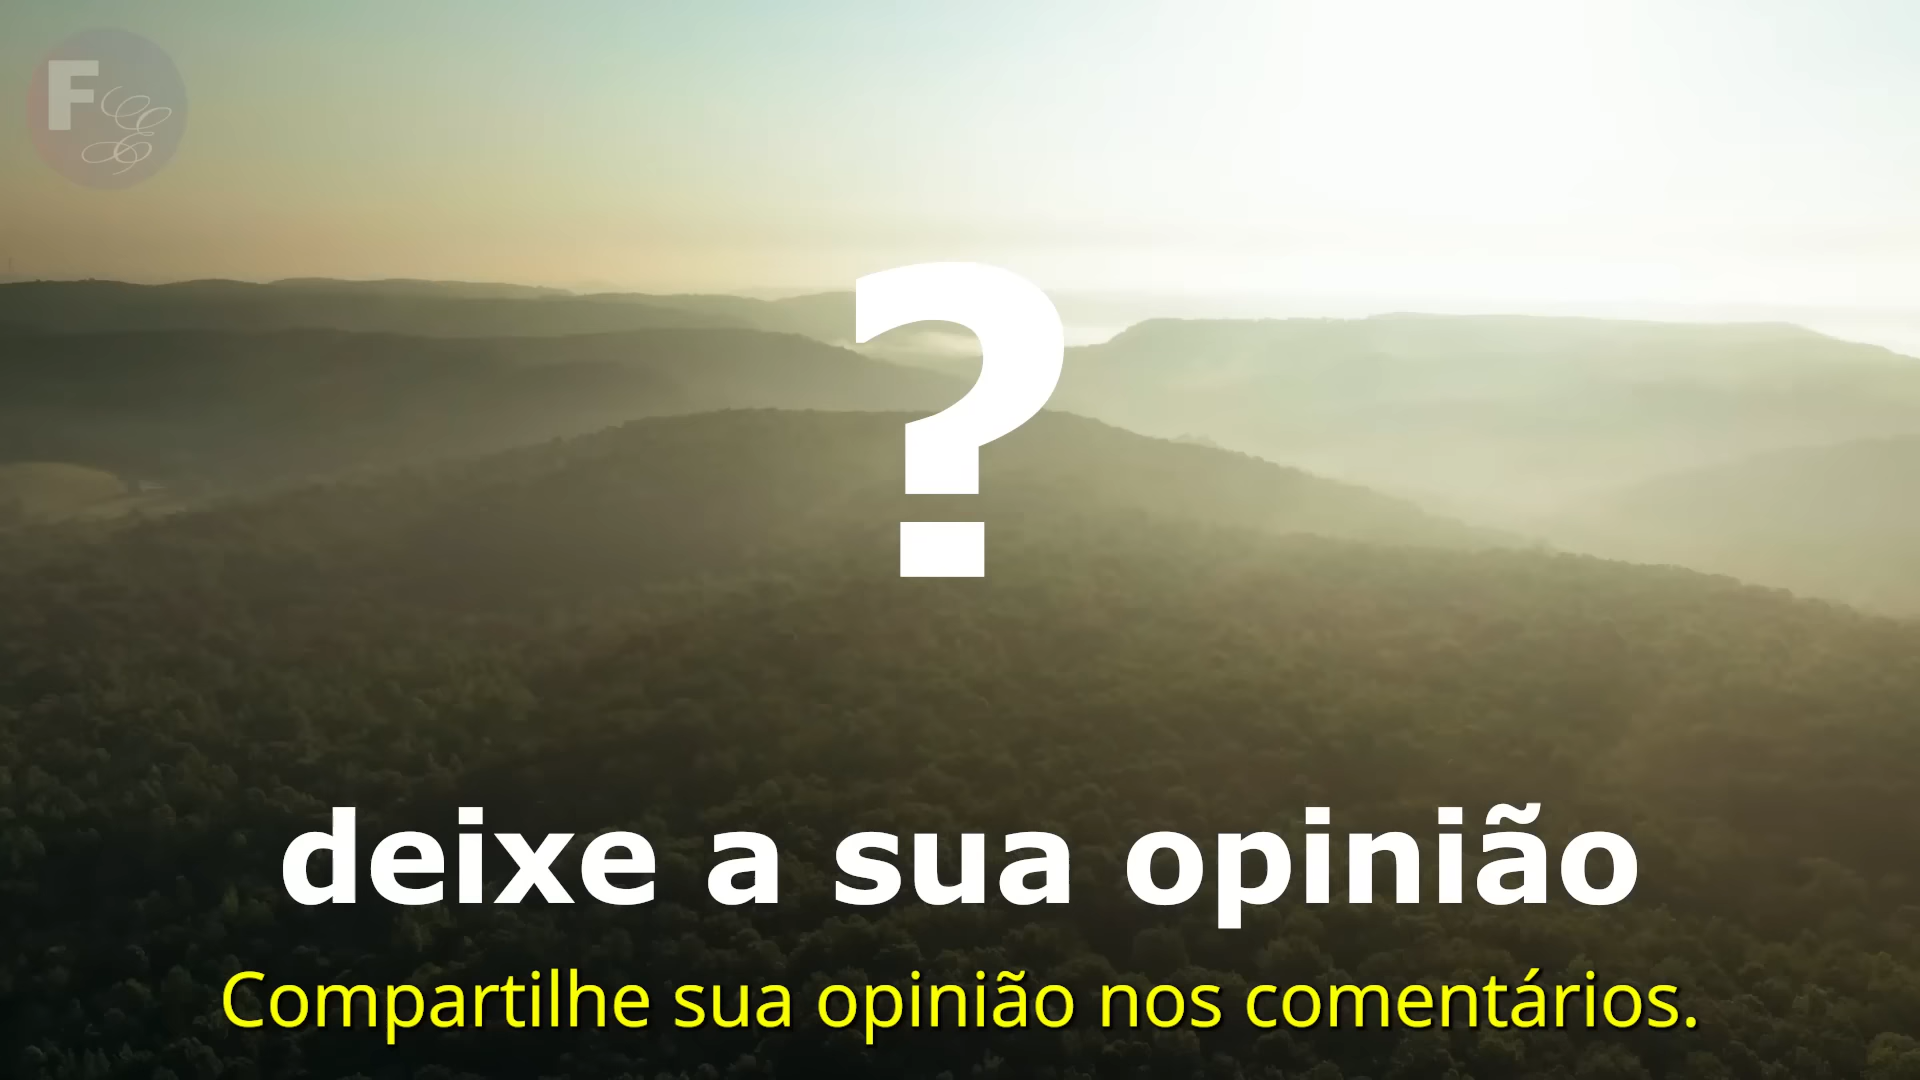 F
E
?
deixe a sua opinião
Compartilhe sua opinião nos comentários.